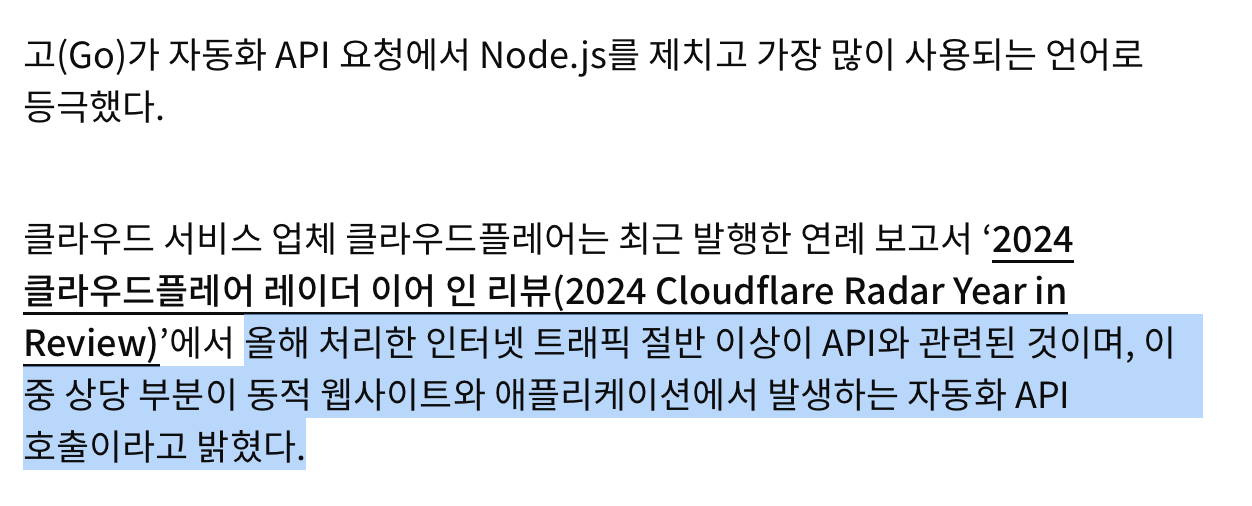 고(Go)가 자동화 API 요청에서 Node.js를 제치고 가장 많이 사용되는 언어로
등극했다.
클라우드 서비스 업체 클라우드플레어는 최근 발행한 연례 보고서 ‘2024
클라우드플레어 레이더 이어 인 리뷰(2024 Cloudflare Radar Year in
Review)’에서 올해 처리한 인터넷 트래픽 절반 이상이 API와 관련된 것이며, 이
중 상당 부분이 동적 웹사이트와 애플리케이션에서 발생하는 자동화 API
호출이라고 밝혔다.